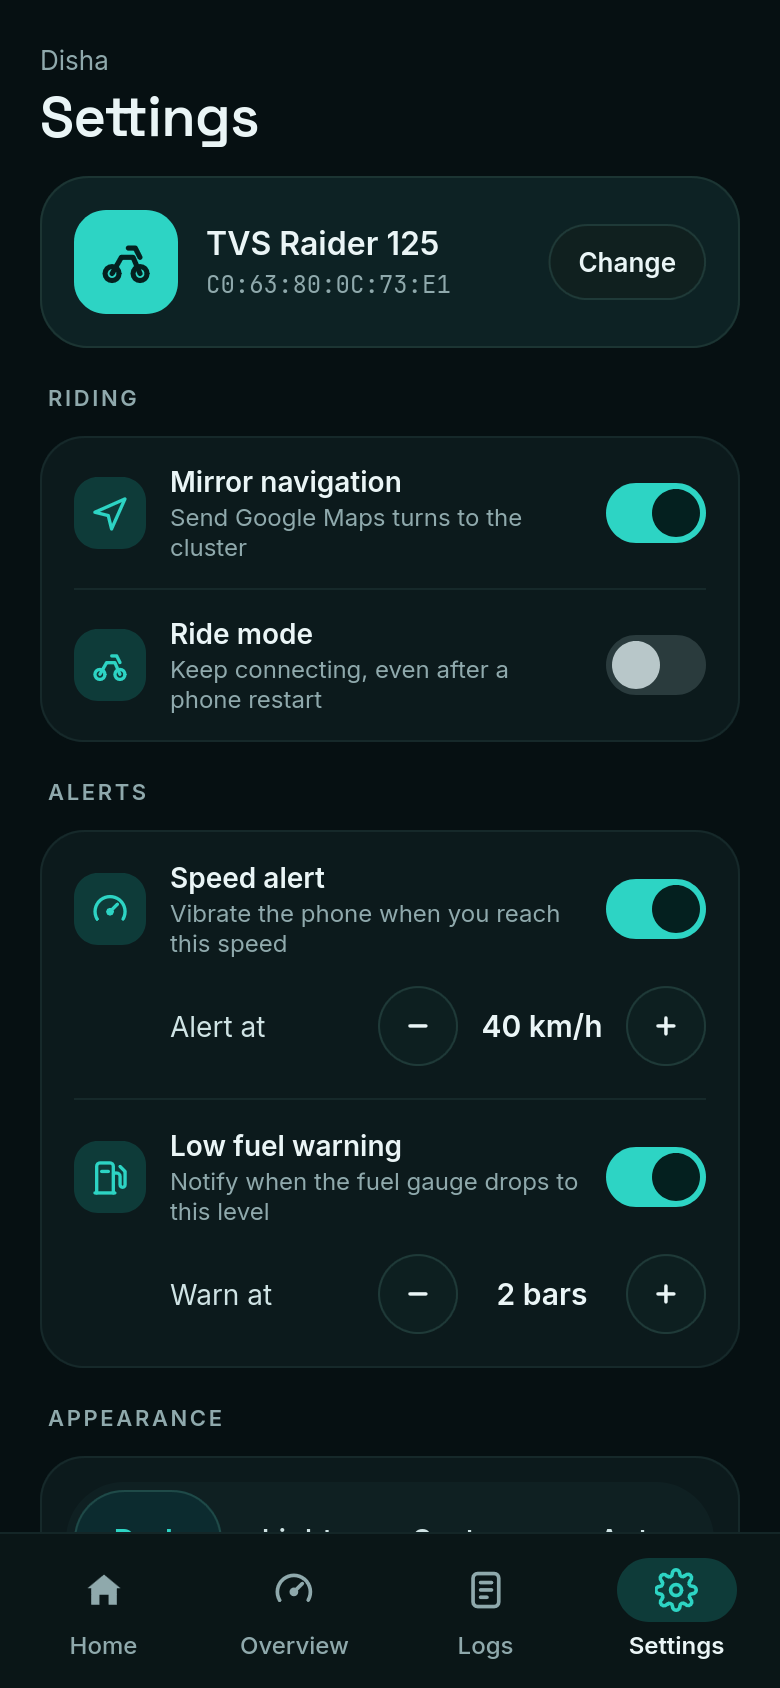 Disha
Settings
TVS Raider 125
C0:63:80:0C:73:E1
Change
RIDING
Mirror navigation
Send Google Maps turns to the
cluster
Ride mode
Keep connecting, even after a
phone restart
ALERTS
Speed alert
Vibrate the phone when you reach
this speed
Alert at
40 km/h
Low fuel warning
Notify when the fuel gauge drops to
this level
Warn at
2 bars
APPEARANCE
Home
Overview
Logs
Settings